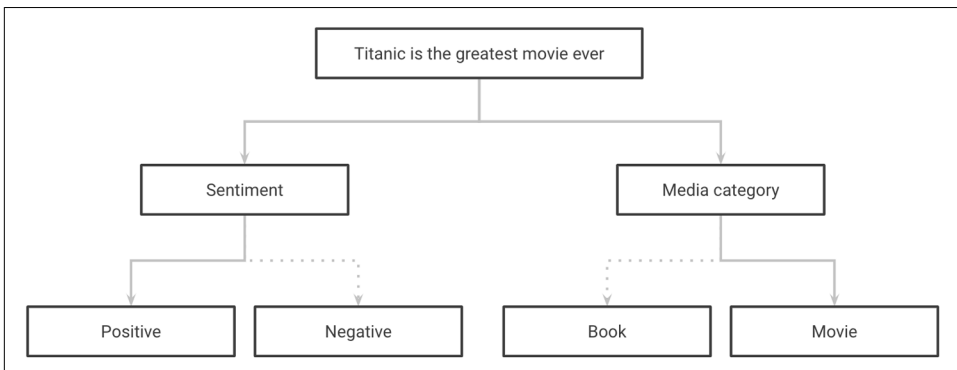 Titanic is the greatest movie ever
Sentiment
Media category
Positive
Negative
Book
Movie